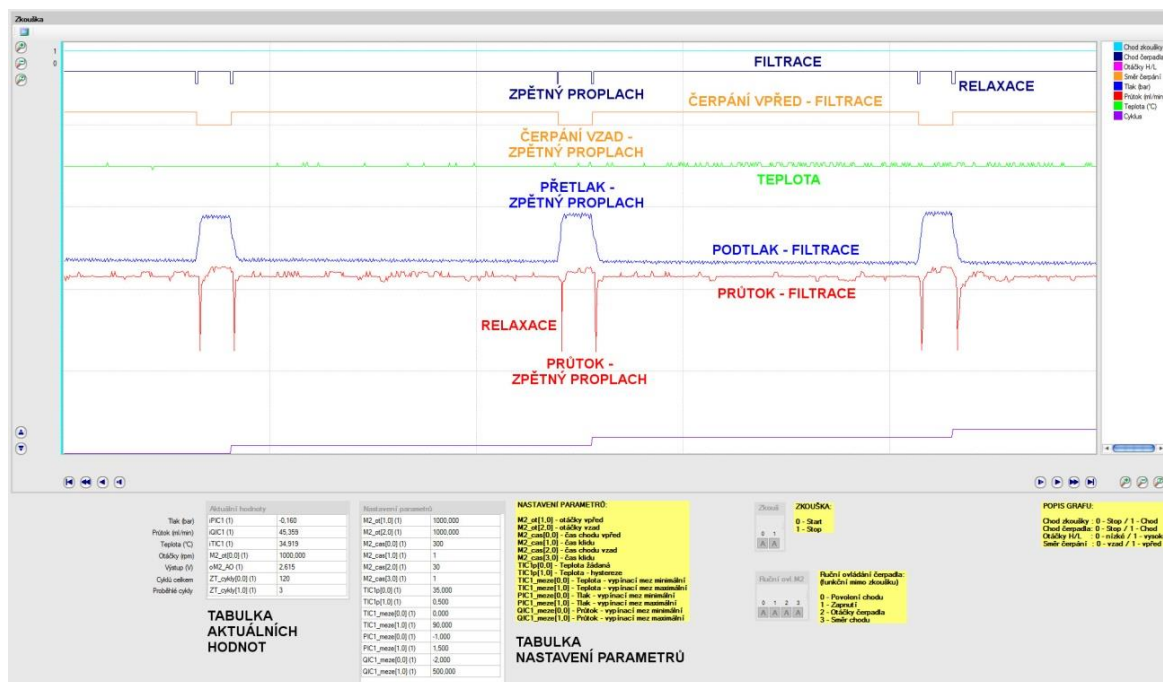 Zkouška
1
0
FILTRACE
ZPĚTNÝ PROPLACH
RELAXACE
ČERPÁNÍ VPŘED - FILTRACE
ČERPÁNÍ VZAD -
ZPĚTNÝ PROPLACH
TEPLOTA
PŘETLAK -
ZPĚTNÝ PROPLACH
PODTLAK - FILTRACE
PRŮTOK - FILTRACE
RELAXACE
PRŮTOK -
ZPĚTNÝ PROPLACH
Chod zkoušky
Chod čerpadla
Otáčky H/L
Směr čerpání
Tlak (bar)
Průtok (ml/min)
Teplota (°C)
Cyklus
Aktuální hodnoty
Tlak (bar) iPIC1 (1) -0,160
Průtok (ml/min) iQIC1 (1) 45,359
Teplota (°C) iTIC1 (1) 34,919
Otáčky (rpm) M2_ot[0,0] (1) 1000,000
Výstup (V) oM2_AO (1) 2,615
Cyklů celkem ZT_cykly[0,0] (1) 120
Proběhlé cykly ZT_cykly[1,0] (1) 3
TABULKA
AKTUÁLNÍCH
HODNOT
Nastavení parametrů
M2_ot[1,0] (1) 1000,000
M2_ot[2,0] (1) 1000,000
M2_cas[0,0] (1) 300
M2_cas[1,0] (1) 1
M2_cas[2,0] (1) 30
M2_cas[3,0] (1) 1
TIC1p[0,0] (1) 35,000
TIC1p[1,0] (1) 0,500
TIC1_meze[0,0] (1) 0,000
TIC1_meze[1,0] (1) 90,000
PIC1_meze[0,0] (1) -1,000
PIC1_meze[1,0] (1) 1,500
QIC1_meze[0,0] (1) -2,000
QIC1_meze[1,0] (1) 500,000
NASTAVENÍ PARAMETRŮ:
M2_ot[1,0] - otáčky vpřed
M2_ot[2,0] - otáčky vzad
M2_cas[0,0] - čas chodu vpřed
M2_cas[1,0] - čas klidu
M2_cas[2,0] - čas chodu vzad
M2_cas[3,0] - čas klidu
TIC1p[0,0] - Teplota žádaná
TIC1p[1,0] - Teplota - hystereze
TIC1_meze[0,0] - Teplota - vypínací mez minimální
TIC1_meze[1,0] - Teplota - vypínací mez maximální
PIC1_meze[0,0] - Tlak - vypínací mez minimální
PIC1_meze[1,0] - Tlak - vypínací mez maximální
QIC1_meze[0,0] - Průtok - vypínací mez minimální
QIC1_meze[1,0] - Průtok - vypínací mez maximální
TABULKA
NASTAVENÍ PARAMETRŮ
Zkouš
0 1
A A
ZKOUŠKA:
0 - Start
1 - Stop
Ruční ovl.M2
0 1 2 3
A A A A
Ruční ovládání čerpadla:
(funkční mimo zkoušku)
0 - Povolení chodu
1 - Zapnutí
2 - Otáčky čerpadla
3 - Směr chodu
POPIS GRAFU:
Chod zkoušky : 0 - Stop / 1 - Chod
Chod čerpadla: 0 - Stop / 1 - Chod
Otáčky H/L : 0 - nízké / 1 - vysok
Směr čerpání : 0 - vzad / 1 - vpřed